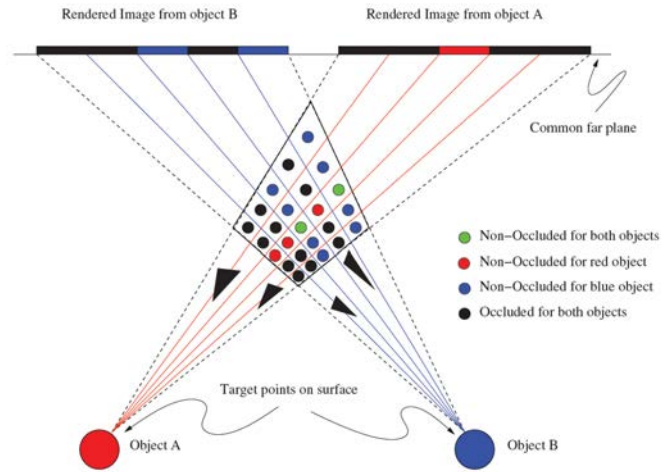 Rendered Image from object B
Rendered Image from object A
Common far plane
Non-Occluded for both objects
Non-Occluded for red object
Non-Occluded for blue object
Occluded for both objects
Target points on surface
Object A
Object B